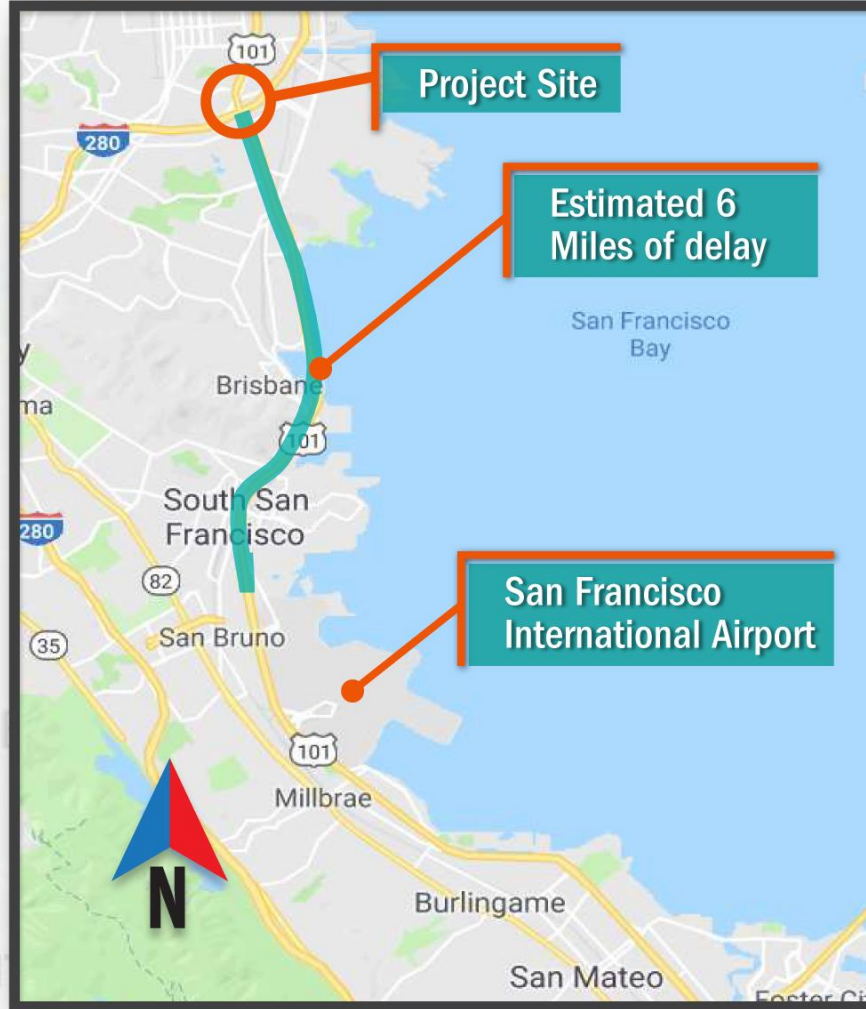 101
Project Site
280
Estimated 6
Miles of delay
San Francisco
Bay
Brisbane
101
South San
Francisco
280
82
San Francisco
International Airport
35
San Bruno
101
Millbrae
N
Burlingame
San Mateo